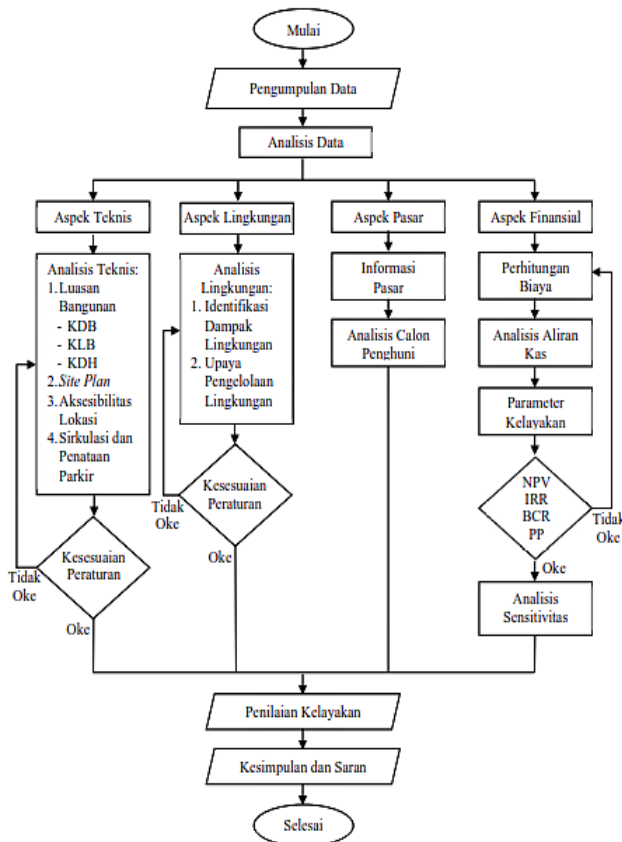 Mulai
Pengumpulan Data
Analisis Data
Aspek Teknis
Analisis Teknis:
1. Luasan
Bangunan
- KDB
- KLB
- KDH
2. Site Plan
3. Aksesibilitas
Lokasi
4. Sirkulasi dan
Penataan
Parkir
Kesesuaian
Peraturan
Tidak
Oke
Oke
Aspek Lingkungan
Analisis
Lingkungan:
1. Identifikasi
Dampak
Lingkungan
2. Upaya
Pengelolaan
Lingkungan
Kesesuaian
Peraturan
Tidak
Oke
Oke
Aspek Pasar
Informasi
Pasar
Analisis Calon
Penghuni
Aspek Finansial
Perhitungan
Biaya
Analisis Aliran
Kas
Parameter
Kelayakan
NPV
IRR
BCR
PP
Tidak
Oke
Oke
Analisis
Sensitivitas
Penilaian Kelayakan
Kesimpulan dan Saran
Selesai